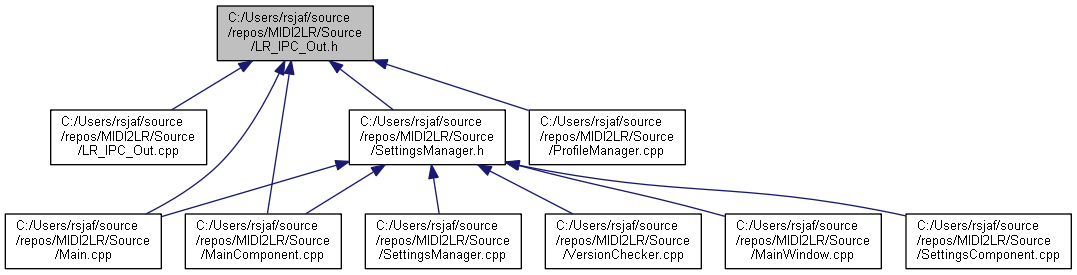 C:/Users/rsjaf/source
/repos/MIDI2LR/Source
/LR_IPC_Out.h
C:/Users/rsjaf/source
/repos/MIDI2LR/Source
/LR_IPC_Out.cpp
C:/Users/rsjaf/source
/repos/MIDI2LR/Source
/SettingsManager.h
C:/Users/rsjaf/source
/repos/MIDI2LR/Source
/ProfileManager.cpp
C:/Users/rsjaf/source
/repos/MIDI2LR/Source
/Main.cpp
C:/Users/rsjaf/source
/repos/MIDI2LR/Source
/MainComponent.cpp
C:/Users/rsjaf/source
/repos/MIDI2LR/Source
/SettingsManager.cpp
C:/Users/rsjaf/source
/repos/MIDI2LR/Source
/VersionChecker.cpp
C:/Users/rsjaf/source
/repos/MIDI2LR/Source
/MainWindow.cpp
C:/Users/rsjaf/source
/repos/MIDI2LR/Source
/SettingsComponent.cpp